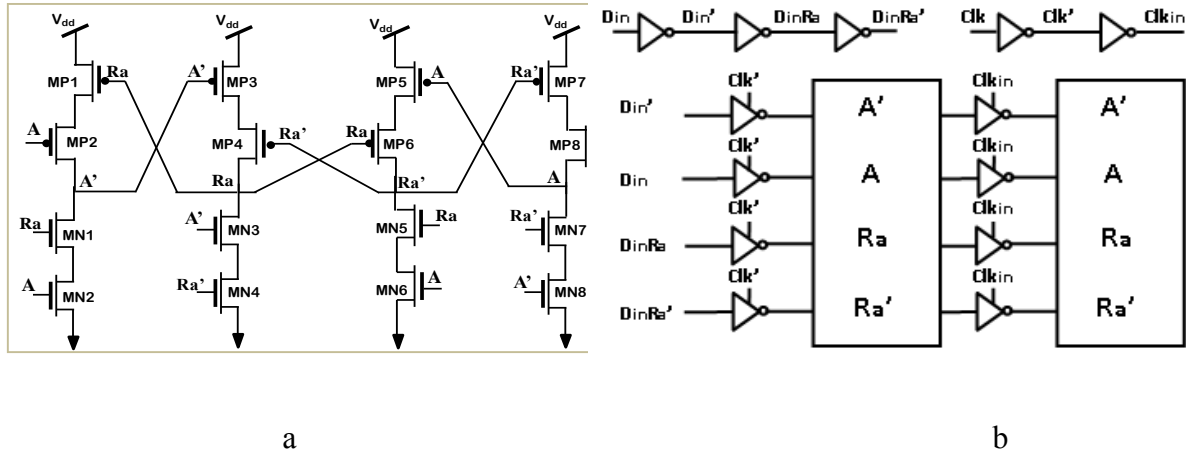 Vdd Vdd Vdd Vdd
MP1 Ra A' MP3 MP5 A Ra' MP7
A MP2 MP4 Ra' Ra MP6 MP8
A' Ra Ra' A
Ra MN1 A' MN3 MN5 Ra Ra' MN7
A MN2 Ra' MN4 MN6 A A' MN8
a
Din Din' DinRa DinRa' Clk Clk' Clkin
Clk' Clkin
Din' A' A'
Clk' Clkin
Din A A
Clk' Clkin
DinRa Ra Ra
Clk' Clkin
DinRa' Ra' Ra'
b